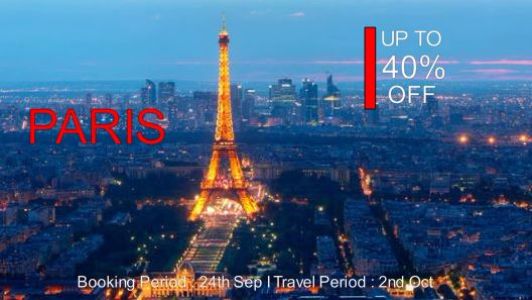 UP TO
40%
OFF
PARIS
Booking Period : 24th Sep I Travel Period : 2nd Oct